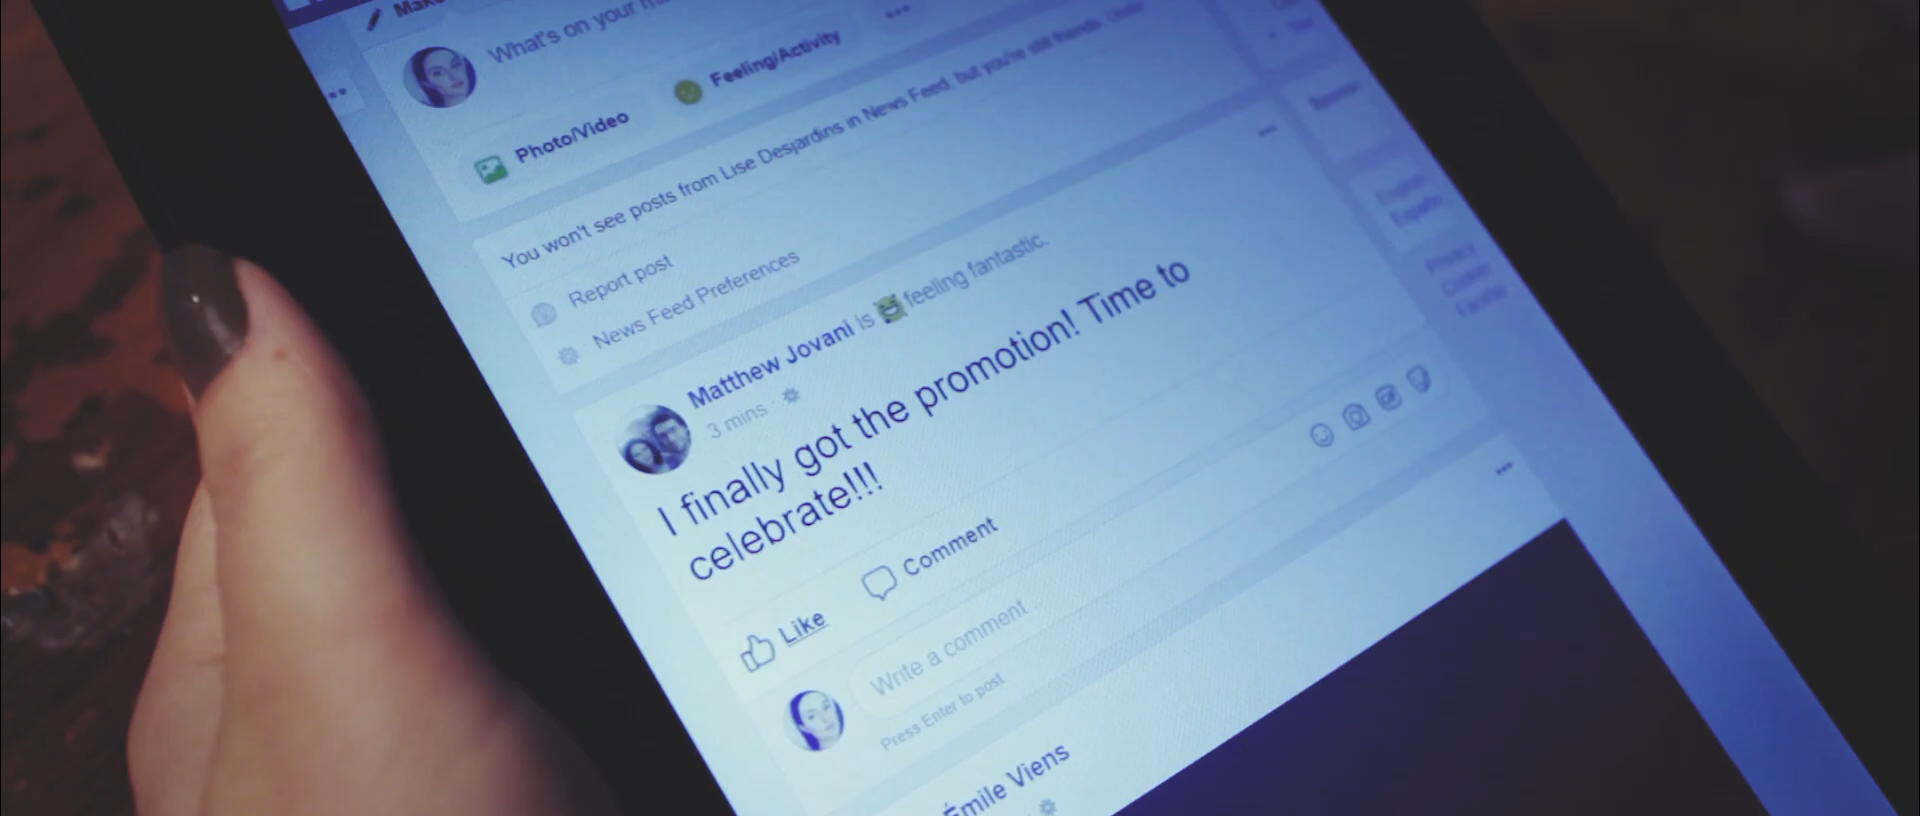 What's on your
Photo/Video
Feeling/Activity
You won't see posts from Lise Desjardins in News Feed, but you're still friends. Undo
Report post
News Feed Preferences
Matthew Jovani is feeling fantastic.
3 mins ·
I finally got the promotion! Time to
celebrate!!!
Like
Comment
Write a comment
Press Enter to post.
Émile Viens